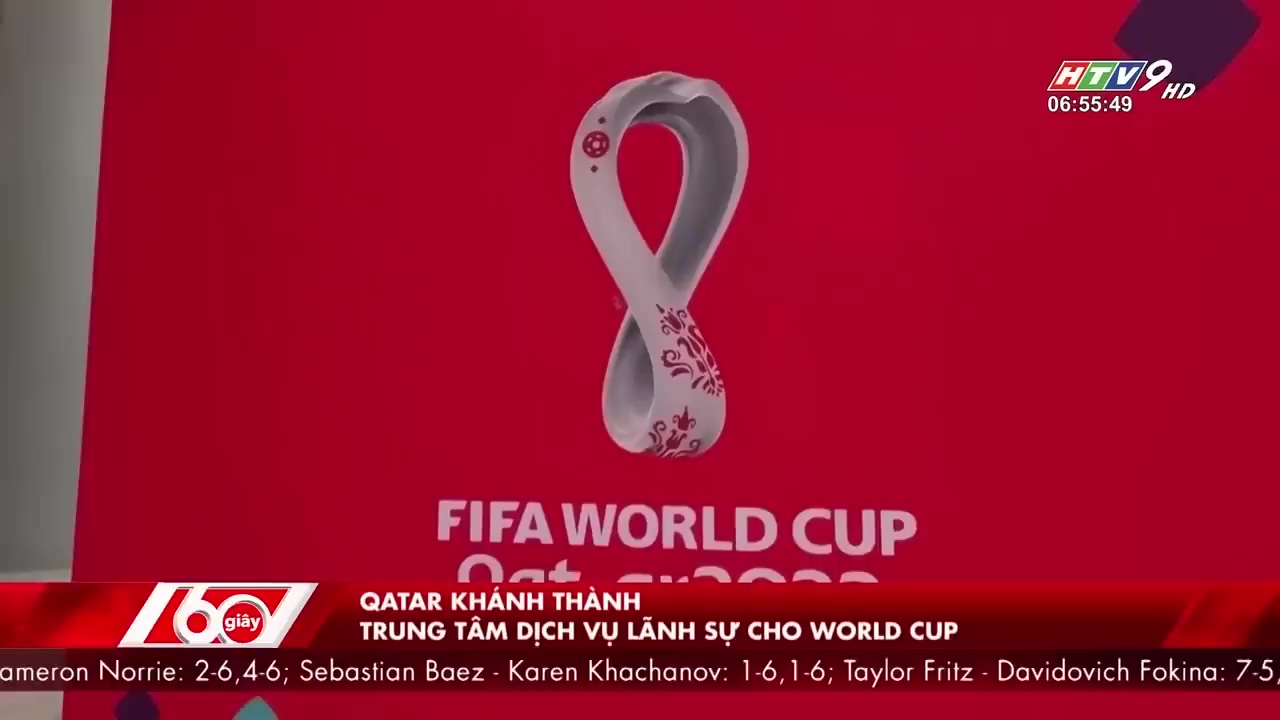 HTV9 HD
06:55:49
FIFA WORLD CUP
Qatar2022
60 giây
QATAR KHÁNH THÀNH
TRUNG TÂM DỊCH VỤ LÃNH SỰ CHO WORLD CUP
ameron Norrie: 2-6,4-6; Sebastian Baez - Karen Khachanov: 1-6,1-6; Taylor Fritz - Davidovich Fokina: 7-5,